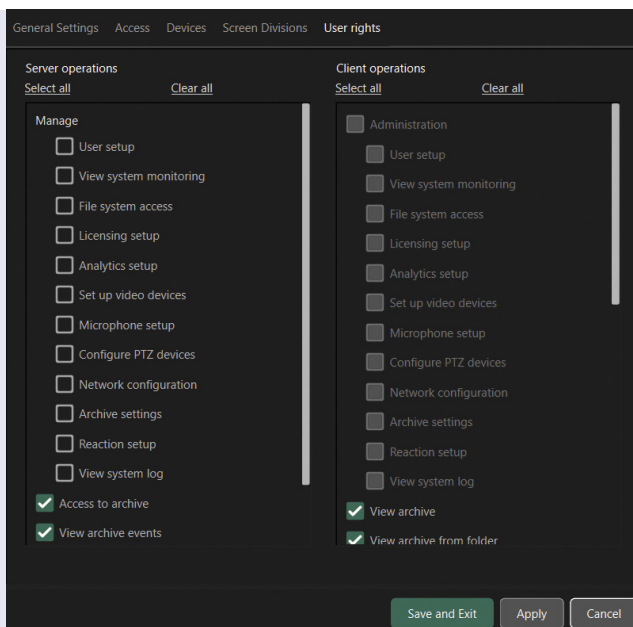 General Settings Access Devices Screen Divisions User rights
Server operations
Select all Clear all
Manage
User setup
View system monitoring
File system access
Licensing setup
Analytics setup
Set up video devices
Microphone setup
Configure PTZ devices
Network configuration
Archive settings
Reaction setup
View system log
Access to archive
View archive events
Client operations
Select all Clear all
Administration
User setup
View system monitoring
File system access
Licensing setup
Analytics setup
Set up video devices
Microphone setup
Configure PTZ devices
Network configuration
Archive settings
Reaction setup
View system log
View archive
View archive from folder
Save and Exit Apply Cancel